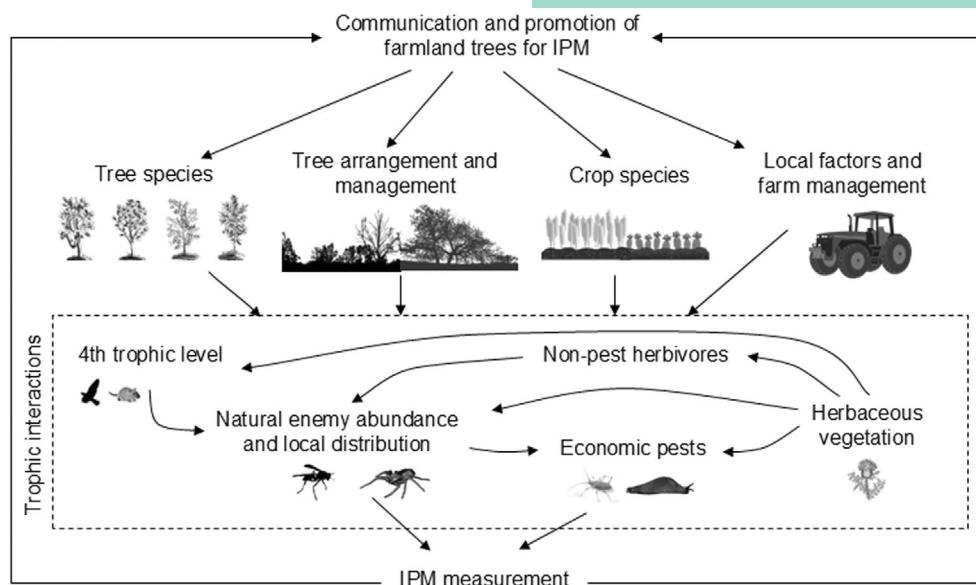 Communication and promotion of
farmland trees for IPM
Tree species
Tree arrangement and
management
Crop species
Local factors and
farm management
Trophic interactions
4th trophic level
Non-pest herbivores
Natural enemy abundance
and local distribution
Economic pests
Herbaceous
vegetation
IPM measurement